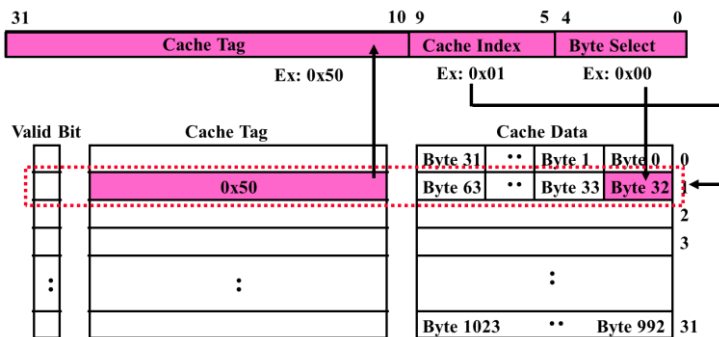 31 10 9 5 4 0
Cache Tag Cache Index Byte Select
Ex: 0x50 Ex: 0x01 Ex: 0x00
Valid Bit Cache Tag Cache Data
Byte 31 ·· Byte 1 Byte 0 0
0x50 Byte 63 ·· Byte 33 Byte 32 1
2
3
: : :
Byte 1023 ·· Byte 992 31